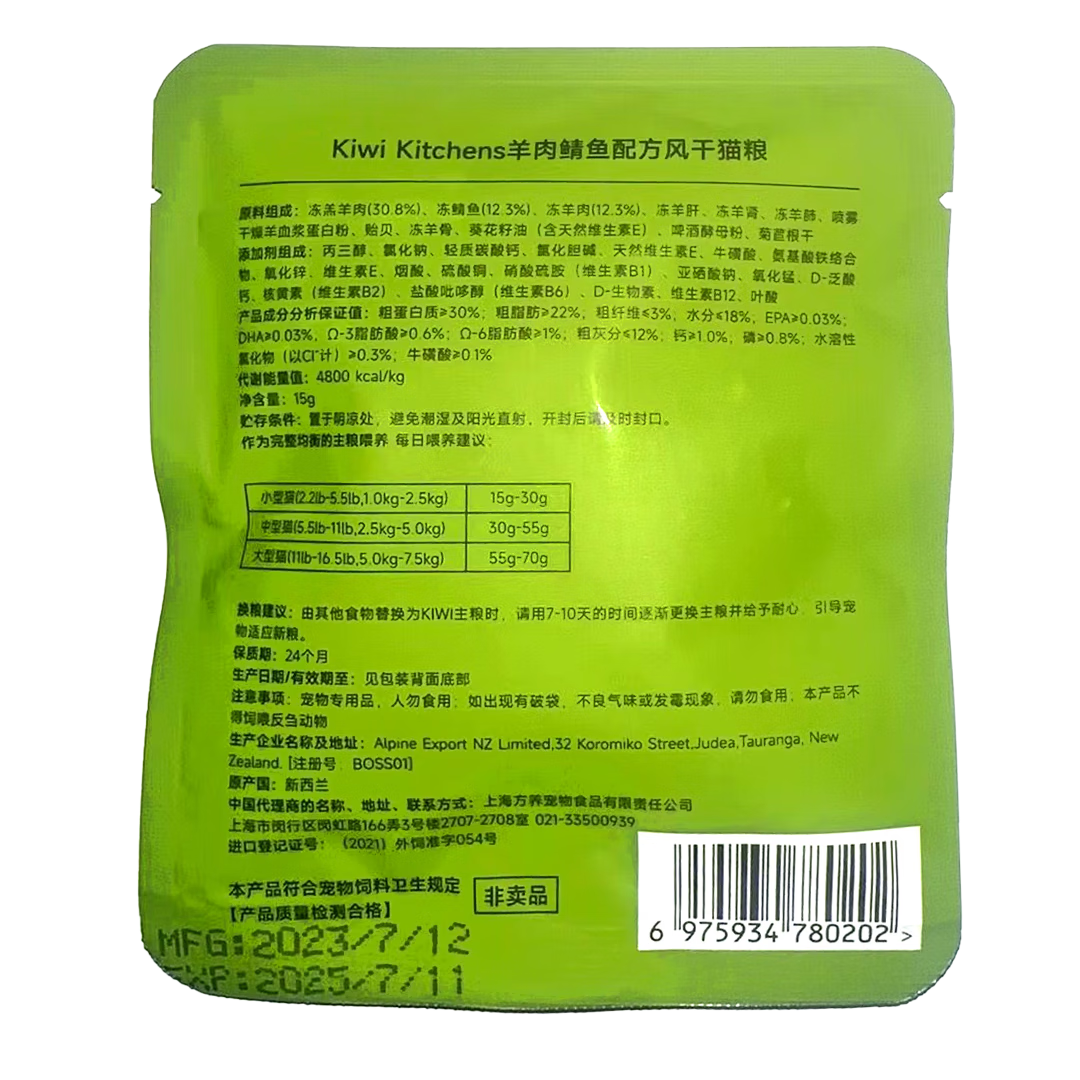 Kiwi Kitchens羊肉鲭鱼配方风干猫粮
原料组成：冻羔羊肉(30.8%)、冻鲭鱼(12.3%)、冻羊肉(12.3%)、冻羊肝、冻羊肾、冻羊肺、喷雾
干燥羊血浆蛋白粉、贻贝、冻羊骨、葵花籽油（含天然维生素E）、啤酒酵母粉、菊苣根干
添加剂组成：丙三醇、氯化钠、轻质碳酸钙、氯化胆碱、天然维生素E、牛磺酸、氨基酸铁络合
物、氧化锌、维生素E、烟酸、硫酸铜、硝酸硫胺（维生素B1）、亚硒酸钠、氧化锰、D-泛酸
钙、核黄素（维生素B2）、盐酸吡哆醇（维生素B6）、D-生物素、维生素B12、叶酸
产品成分分析保证值：粗蛋白质≥30%；粗脂肪≥22%；粗纤维≤3%；水分≤18%，EPA≥0.03%；
DHA≥0.03%，Ω-3脂肪酸≥0.6%；Ω-6脂肪酸≥1%；粗灰分≤12%；钙≥1.0%，磷≥0.8%；水溶性
氯化物（以Cl⁻计）≥0.3%；牛磺酸≥0.1%
代谢能量值：4800 kcal/kg
净含量：15g
贮存条件：置于阴凉处，避免潮湿及阳光直射，开封后请及时封口。
作为完整均衡的主粮喂养 每日喂养建议：
小型猫(2.2lb-5.5lb,1.0kg-2.5kg) 15g-30g
中型猫(5.5lb-11lb,2.5kg-5.0kg) 30g-55g
大型猫(11lb-16.5lb,5.0kg-7.5kg) 55g-70g
换粮建议：由其他食物替换为KIWI主粮时，请用7-10天的时间逐渐更换主粮并给予耐心，引导宠
物适应新粮。
保质期：24个月
生产日期/有效期至：见包装背面底部
注意事项：宠物专用品，人勿食用；如出现有破袋，不良气味或发霉现象，请勿食用；本产品不
得饲喂反刍动物
生产企业名称及地址：Alpine Export NZ Limited,32 Koromiko Street,Judea,Tauranga, New
Zealand. [注册号 BOSS01]
原产国：新西兰
中国代理商的名称、地址、联系方式：上海方养宠物食品有限责任公司
上海市闵行区闵虹路166弄3号楼2707-2708室 021-33500939
进口登记证号：（2021）外饲准字054号
本产品符合宠物饲料卫生规定
【产品质量检测合格】
非卖品
MFG:2023/7/12
EXP:2025/7/11
6 975934 780202 >